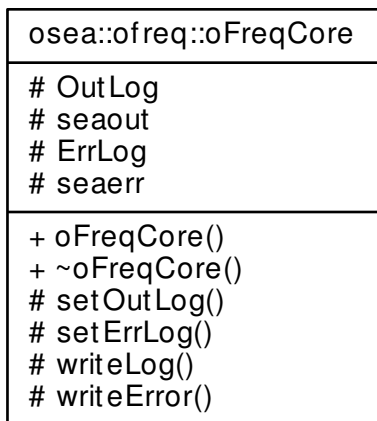 osea::ofreq::oFreqCore
# OutLog
# seaout
# ErrLog
# seaerr
+ oFreqCore()
+ ~oFreqCore()
# setOutLog()
# setErrLog()
# writeLog()
# writeError()